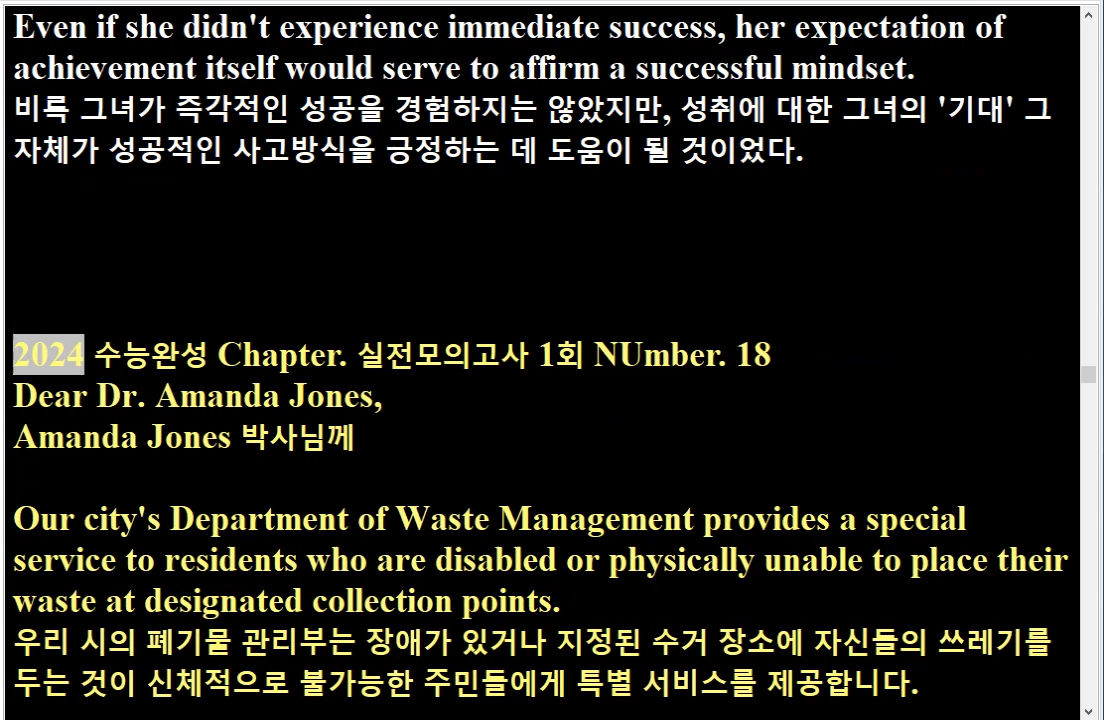 Even if she didn't experience immediate success, her expectation of
achievement itself would serve to affirm a successful mindset.
비록 그녀가 즉각적인 성공을 경험하지는 않았지만, 성취에 대한 그녀의 '기대' 그
자체가 성공적인 사고방식을 긍정하는 데 도움이 될 것이었다.
2024 수능완성 Chapter. 실전모의고사 1회 NUmber. 18
Dear Dr. Amanda Jones,
Amanda Jones 박사님께
Our city's Department of Waste Management provides a special
service to residents who are disabled or physically unable to place their
waste at designated collection points.
우리 시의 폐기물 관리부는 장애가 있거나 지정된 수거 장소에 자신들의 쓰레기를
두는 것이 신체적으로 불가능한 주민들에게 특별 서비스를 제공합니다.